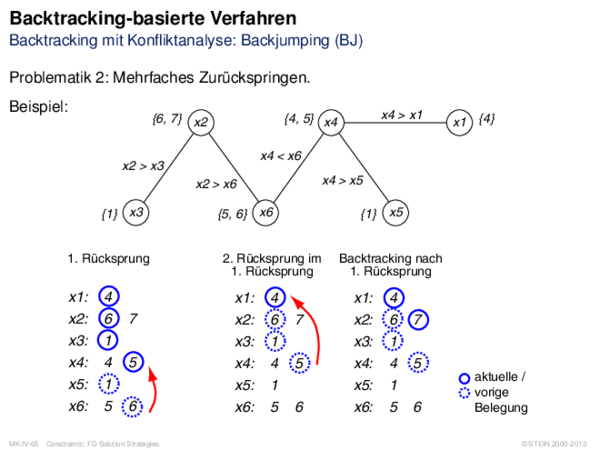 Backtracking-basierte Verfahren
Backtracking mit Konfliktanalyse: Backjumping (BJ)
Problematik 2: Mehrfaches Zurückspringen.
Beispiel:
{6, 7} x2 {4, 5} x4 x4 > x1 x1 {4}
x2 > x3 x2 > x6 x4 < x6 x4 > x5
{1} x3 {5, 6} x6 {1} x5
1. Rücksprung
x1: 4
x2: 6 7
x3: 1
x4: 4 5
x5: 1
x6: 5 6
2. Rücksprung im
1. Rücksprung
x1: 4
x2: 6 7
x3: 1
x4: 4 5
x5: 1
x6: 5 6
Backtracking nach
1. Rücksprung
x1: 4
x2: 6 7
x3: 1
x4: 4 5
x5: 1
x6: 5 6
aktuelle /
vorige
Belegung
MK:IV-65 Constraints: FD Solution Strategies © STEIN 2000-2013